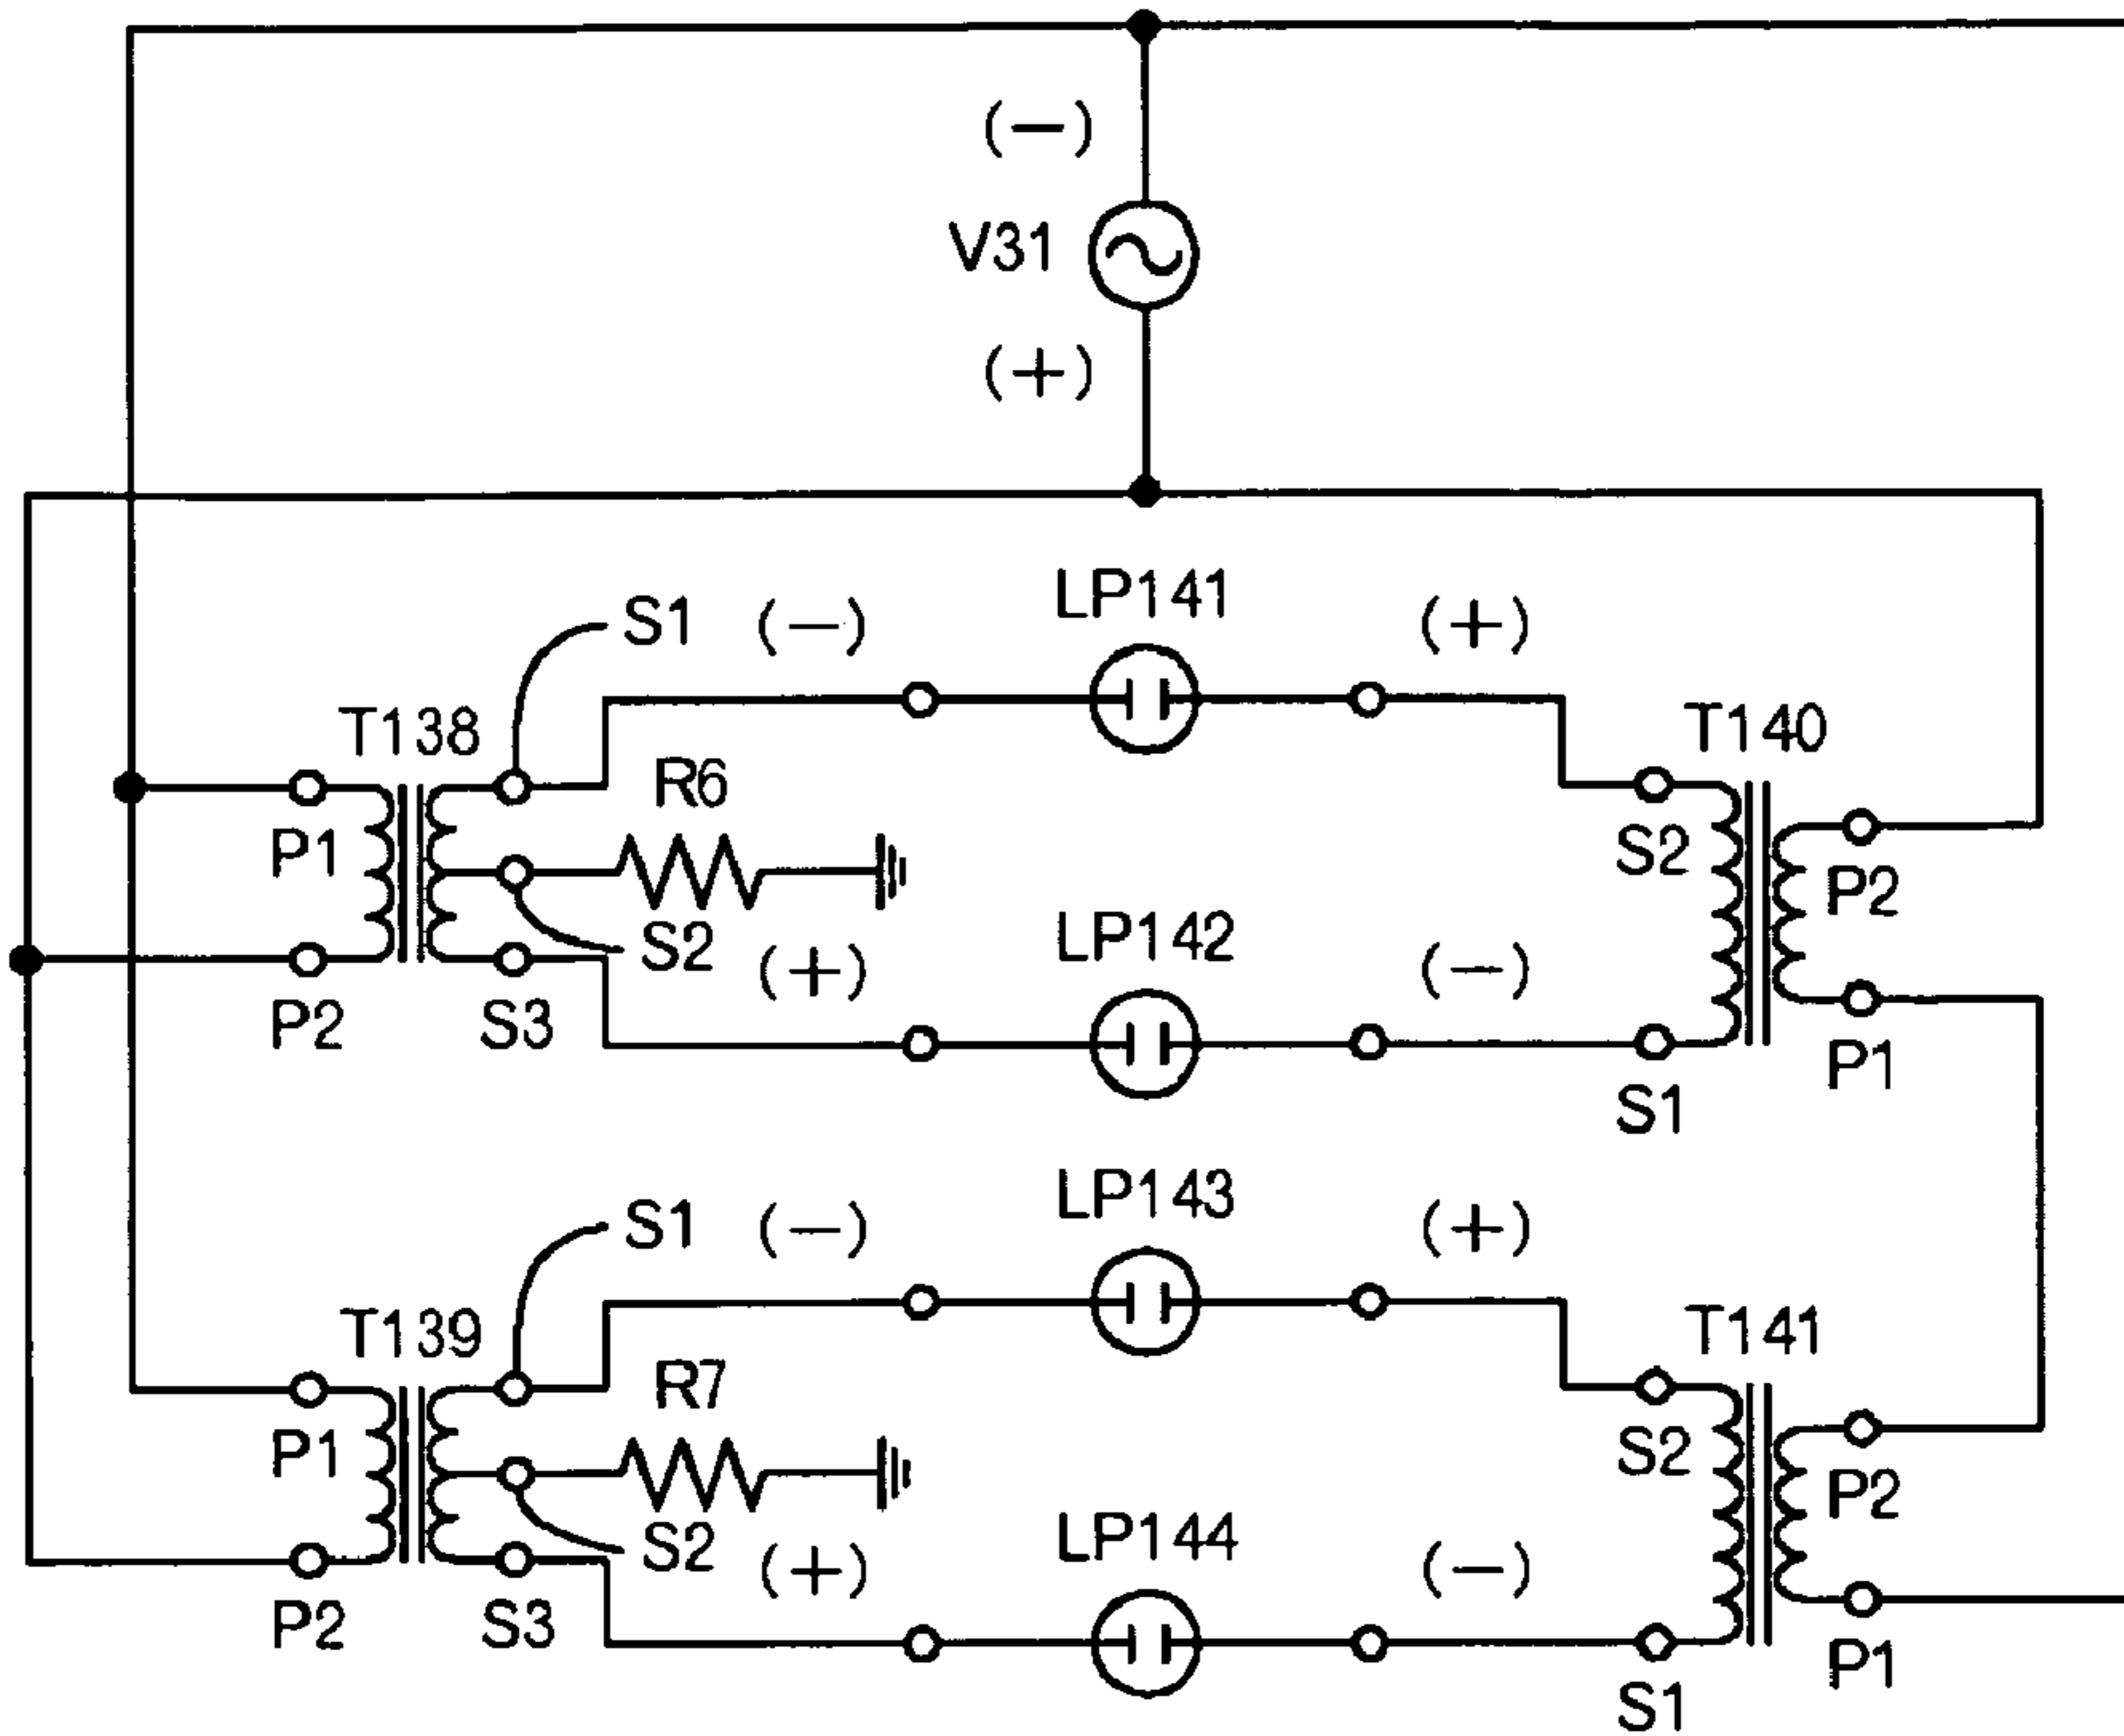 (−)
V31
(+)
S1 (−) LP141 (+)
T138 T140
R6
P1 S2
P2
S2 (+) LP142 (−)
P2 S3
P1
S1
S1 (−) LP143 (+)
T139 T141
R7
P1 S2
P2
S2 (+) LP144 (−)
P2 S3
P1
S1